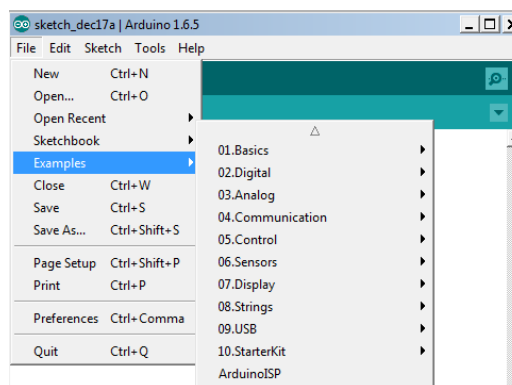 sketch_dec17a | Arduino 1.6.5
File Edit Sketch Tools Help
New Ctrl+N
Open... Ctrl+O
Open Recent
Sketchbook
Examples
Close Ctrl+W
Save Ctrl+S
Save As... Ctrl+Shift+S
Page Setup Ctrl+Shift+P
Print Ctrl+P
Preferences Ctrl+Comma
Quit Ctrl+Q
01.Basics
02.Digital
03.Analog
04.Communication
05.Control
06.Sensors
07.Display
08.Strings
09.USB
10.StarterKit
ArduinoISP